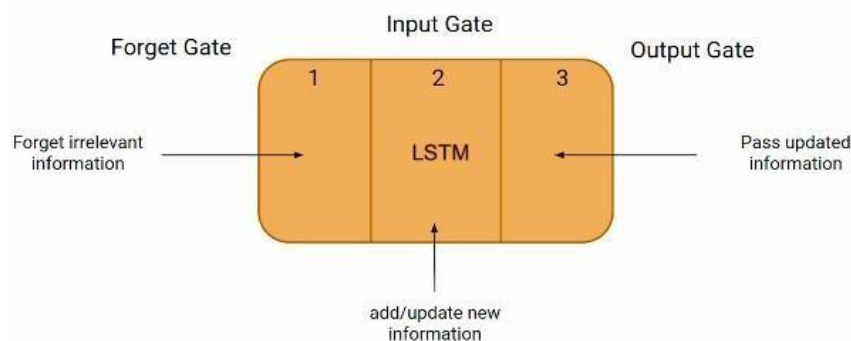 Input Gate
Forget Gate
Output Gate
1
2
3
Forget irrelevant
information
LSTM
Pass updated
information
add/update new
information